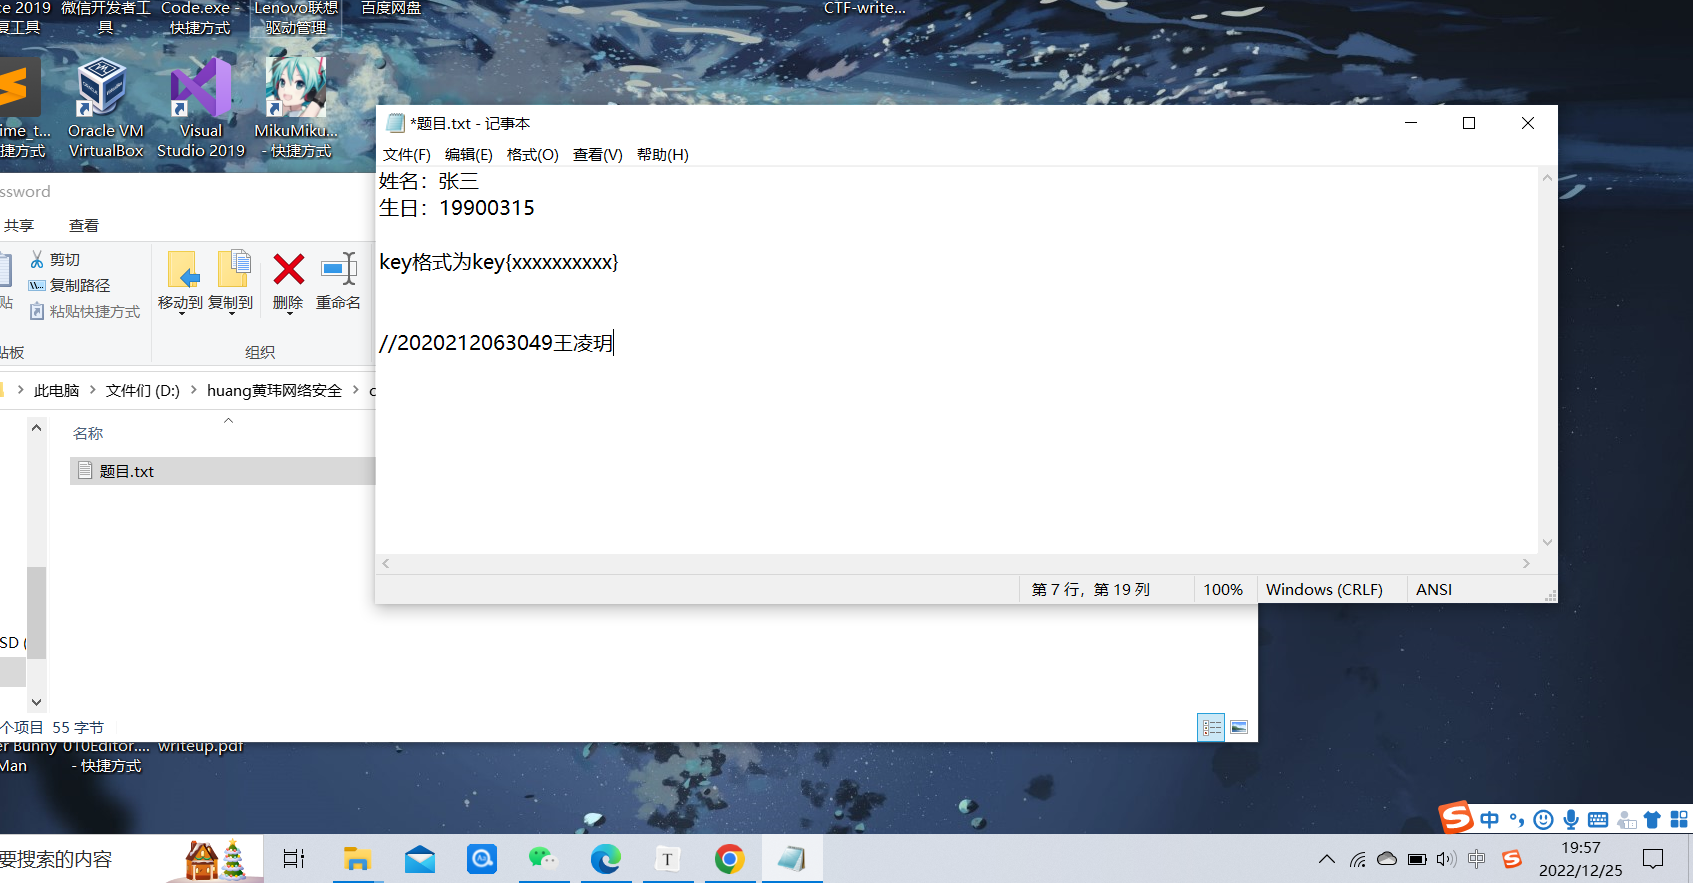 ce 2019
微信开发者工
Code.exe -
Lenovo联想
百度网盘
CTF-write...
复工具
具
快捷方式
驱动管理
ime_t...
Oracle VM
Visual
MikuMiku...
捷方式
VirtualBox
Studio 2019
- 快捷方式
*题目.txt - 记事本
文件(F) 编辑(E) 格式(O) 查看(V) 帮助(H)
姓名：张三
生日：19900315
key格式为key{xxxxxxxxxx}
//2020212063049王凌玥
第 7 行，第 19 列
100%
Windows (CRLF)
ANSI
ssword
共享
查看
剪切
复制路径
粘贴快捷方式
贴
贴板
移动到
复制到
删除
重命名
组织
此电脑 > 文件们 (D:) > huang黄玮网络安全 > c
名称
题目.txt
SD (
个项目 55 字节
er Bunny
010Editor....
writeup.pdf
Man
- 快捷方式
中
要搜索的内容
中
19:57
2022/12/25